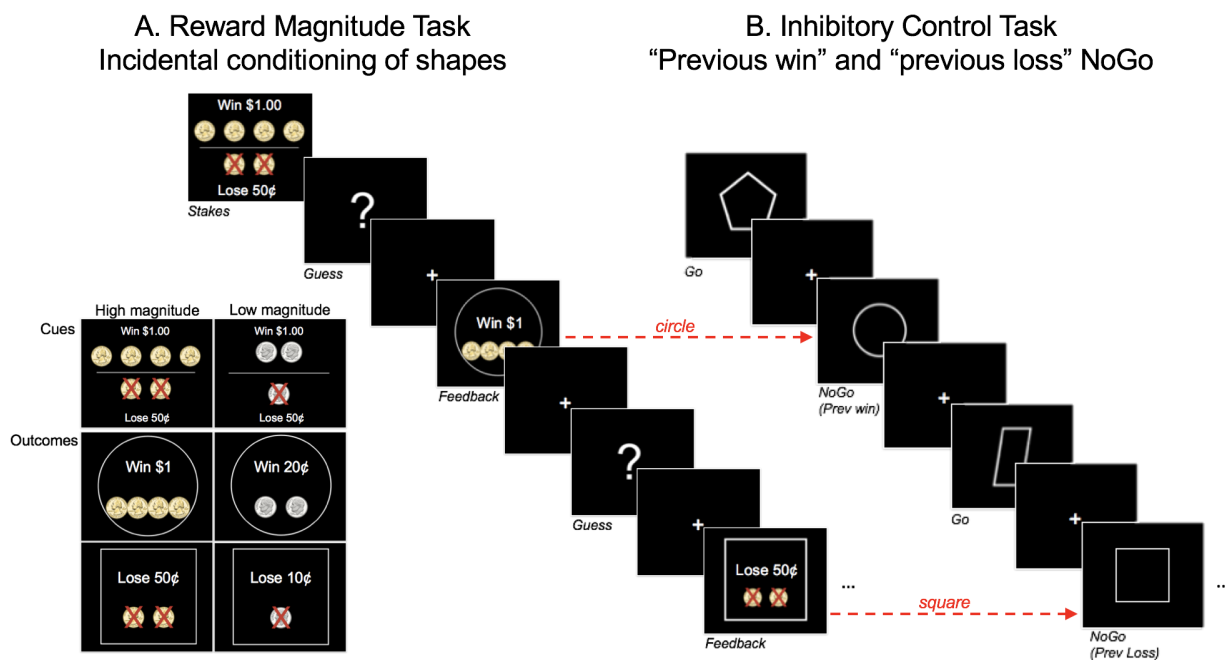 A. Reward Magnitude Task
Incidental conditioning of shapes
Win $1.00
Lose 50¢
Stakes
?
Guess
+
Win $1
Feedback
+
?
Guess
+
Lose 50¢
Feedback
...
High magnitude
Low magnitude
Cues
Win $1.00
Lose 50¢
Win $1.00
Lose 50¢
Outcomes
Win $1
Win 20¢
Lose 50¢
Lose 10¢
circle
square
B. Inhibitory Control Task
“Previous win” and “previous loss” NoGo
Go
+
NoGo
(Prev win)
+
Go
+
NoGo
(Prev Loss)
..